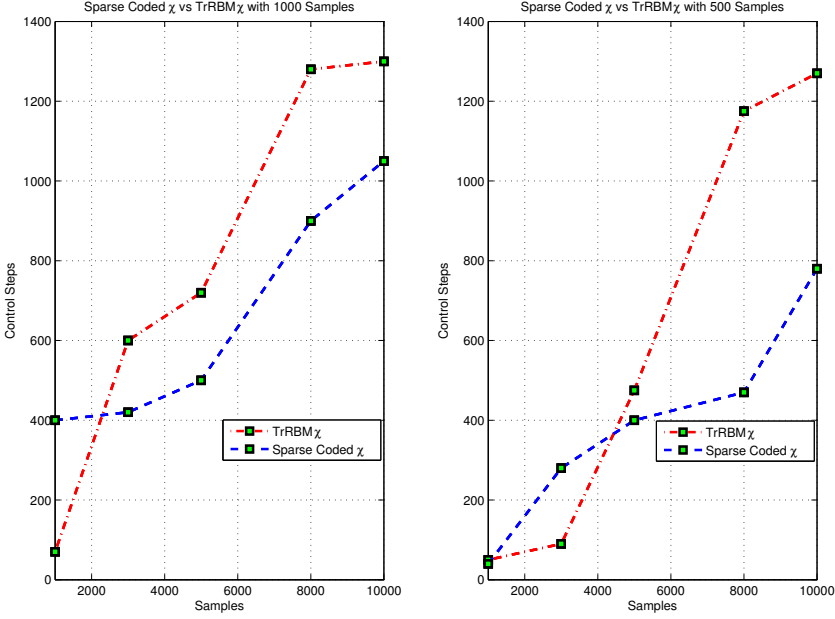 Sparse Coded χ vs TrRBMχ with 1000 Samples
1400
1200
1000
800
600
400
200
0
Control Steps
2000
4000
6000
8000
10000
Samples
TrRBMχ
Sparse Coded χ
Sparse Coded χ vs TrRBMχ with 500 Samples
1400
1200
1000
800
600
400
200
0
Control Steps
2000
4000
6000
8000
10000
Samples
TrRBMχ
Sparse Coded χ